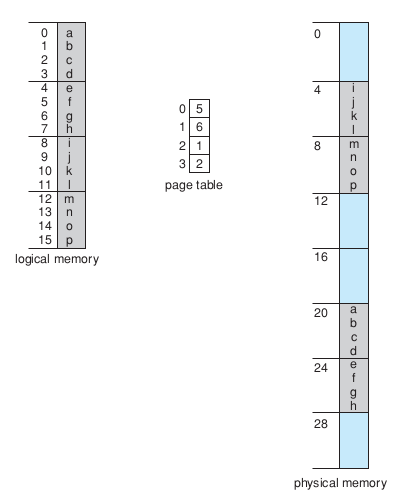 0 a
1 b
2 c
3 d
4 e
5 f
6 g
7 h
8 i
9 j
10 k
11 l
12 m
13 n
14 o
15 p
logical memory
0 5
1 6
2 1
3 2
page table
0
4 i
j
k
l
8 m
n
o
p
12
16
20 a
b
c
d
24 e
f
g
h
28
physical memory